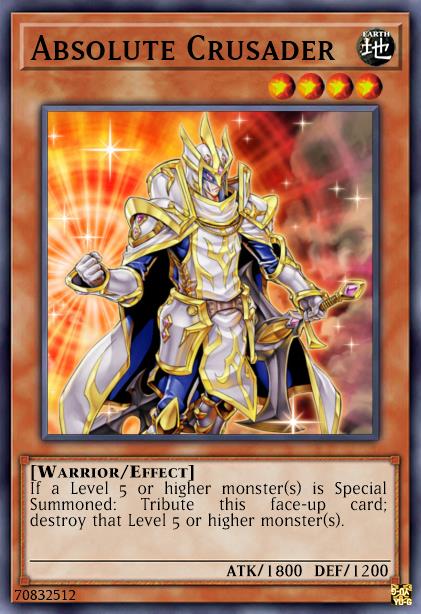 ABSOLUTE CRUSADER
EARTH
地
[WARRIOR/EFFECT]
If a Level 5 or higher monster(s) is Special
Summoned: Tribute this face-up card;
destroy that Level 5 or higher monster(s).
ATK/1800 DEF/1200
70832512